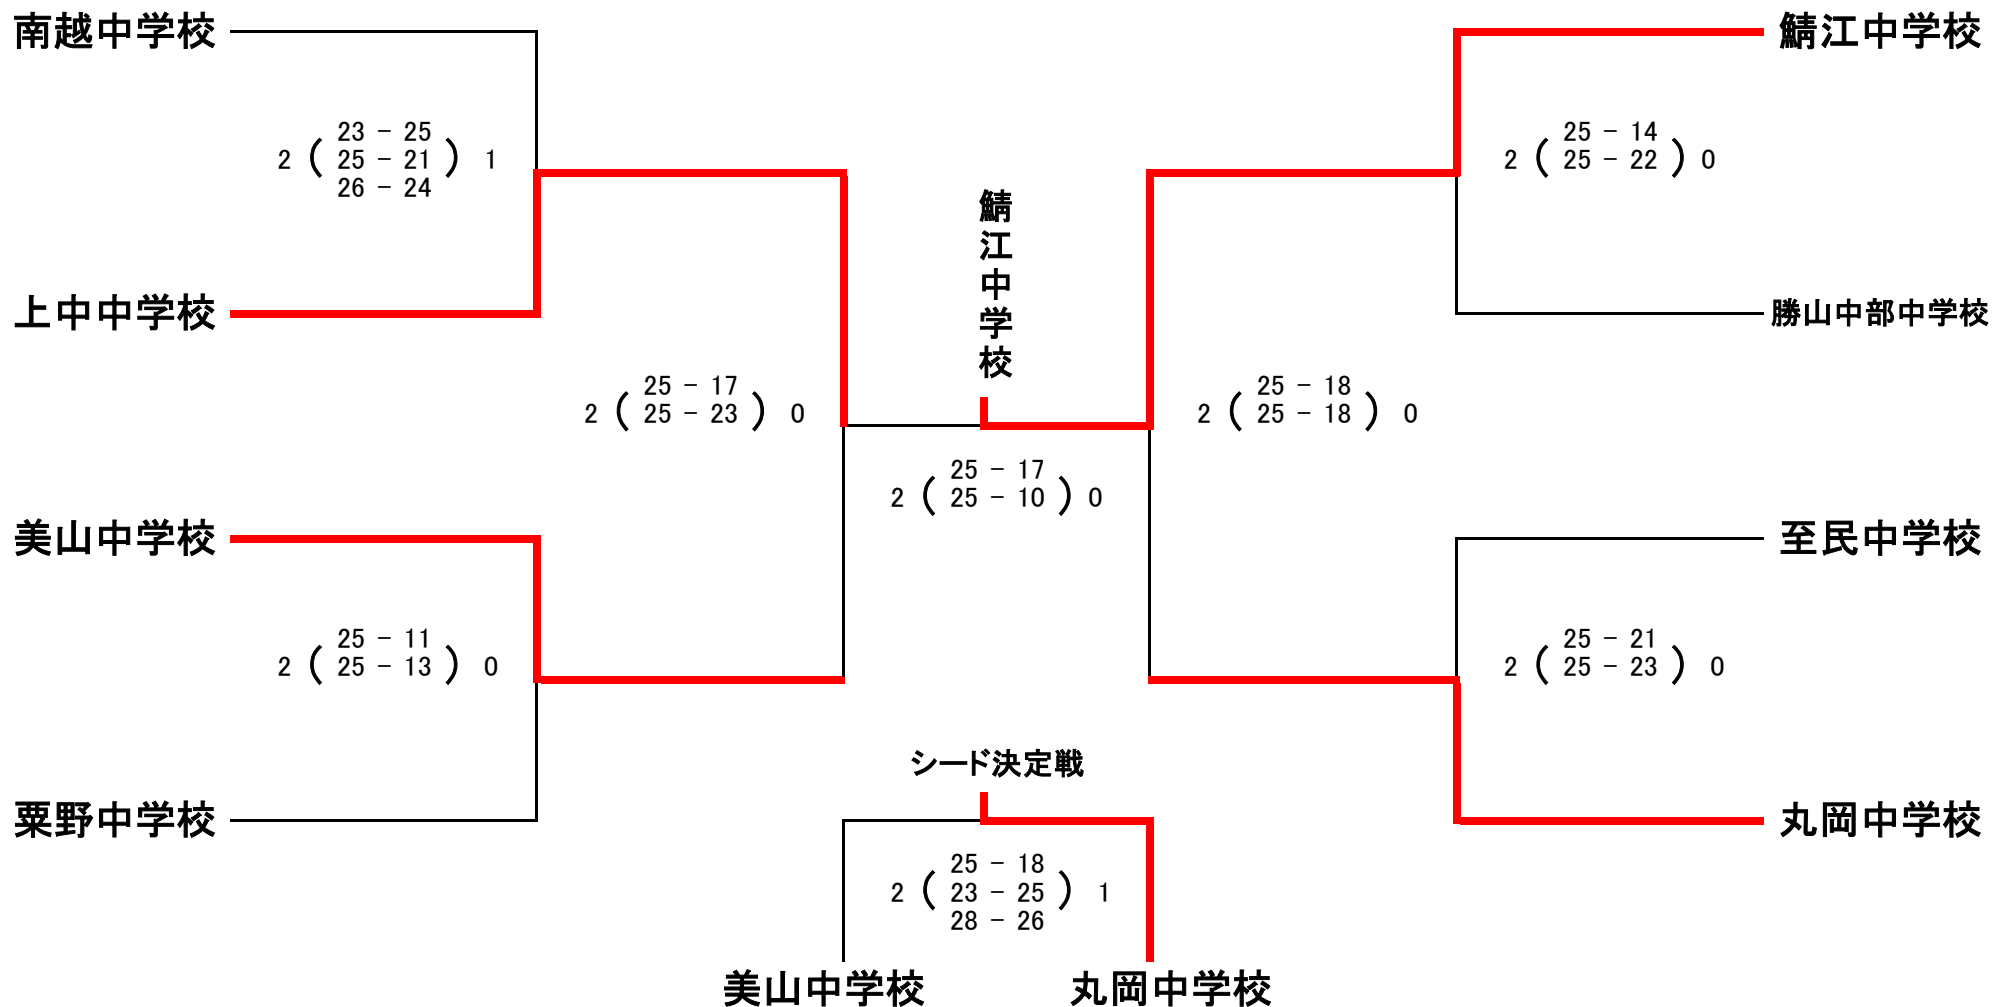 南越中学校
鯖江中学校
23 - 25
2 ( 25 - 21 ) 1
26 - 24
25 - 14
2 ( 25 - 22 ) 0
鯖江中学校
上中中学校
勝山中部中学校
25 - 17
2 ( 25 - 23 ) 0
25 - 18
2 ( 25 - 18 ) 0
25 - 17
2 ( 25 - 10 ) 0
美山中学校
至民中学校
25 - 11
2 ( 25 - 13 ) 0
25 - 21
2 ( 25 - 23 ) 0
粟野中学校
丸岡中学校
シード決定戦
25 - 18
2 ( 23 - 25 ) 1
28 - 26
美山中学校
丸岡中学校